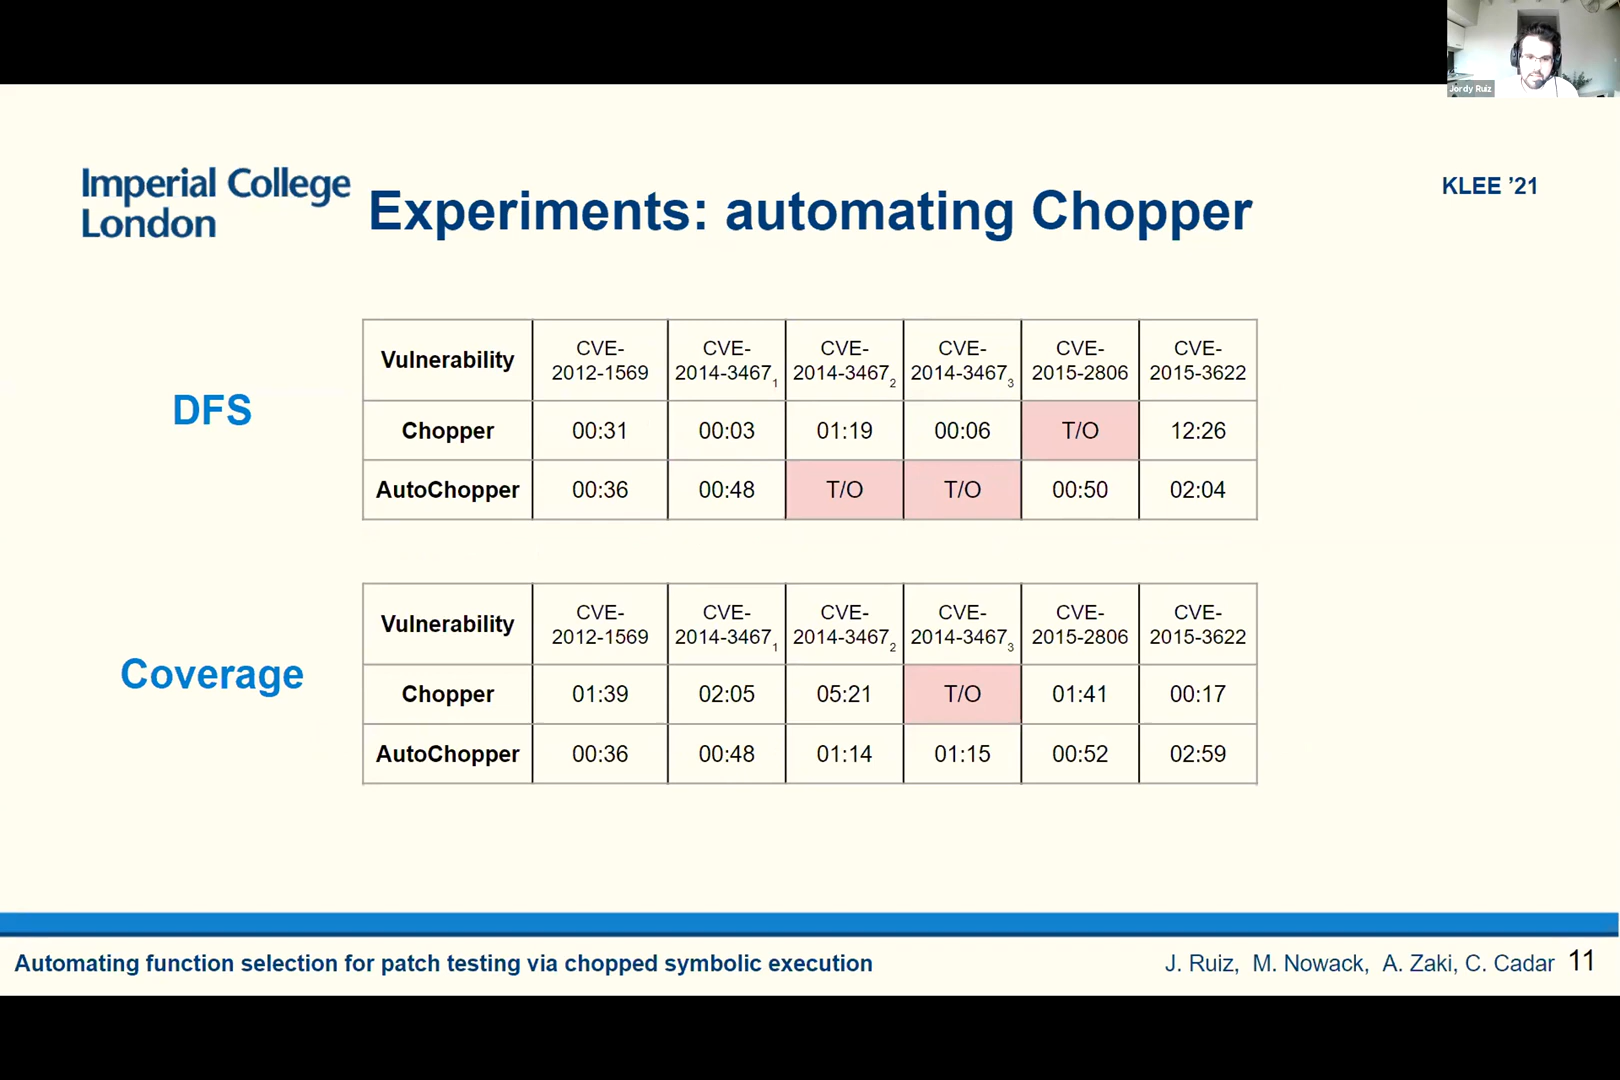 Jordy Ruiz
Imperial College
London
Experiments: automating Chopper
KLEE ’21
DFS
Vulnerability CVE-2012-1569 CVE-2014-3467₁ CVE-2014-3467₂ CVE-2014-3467₃ CVE-2015-2806 CVE-2015-3622
Chopper 00:31 00:03 01:19 00:06 T/O 12:26
AutoChopper 00:36 00:48 T/O T/O 00:50 02:04
Coverage
Vulnerability CVE-2012-1569 CVE-2014-3467₁ CVE-2014-3467₂ CVE-2014-3467₃ CVE-2015-2806 CVE-2015-3622
Chopper 01:39 02:05 05:21 T/O 01:41 00:17
AutoChopper 00:36 00:48 01:14 01:15 00:52 02:59
Automating function selection for patch testing via chopped symbolic execution
J. Ruiz, M. Nowack, A. Zaki, C. Cadar 11